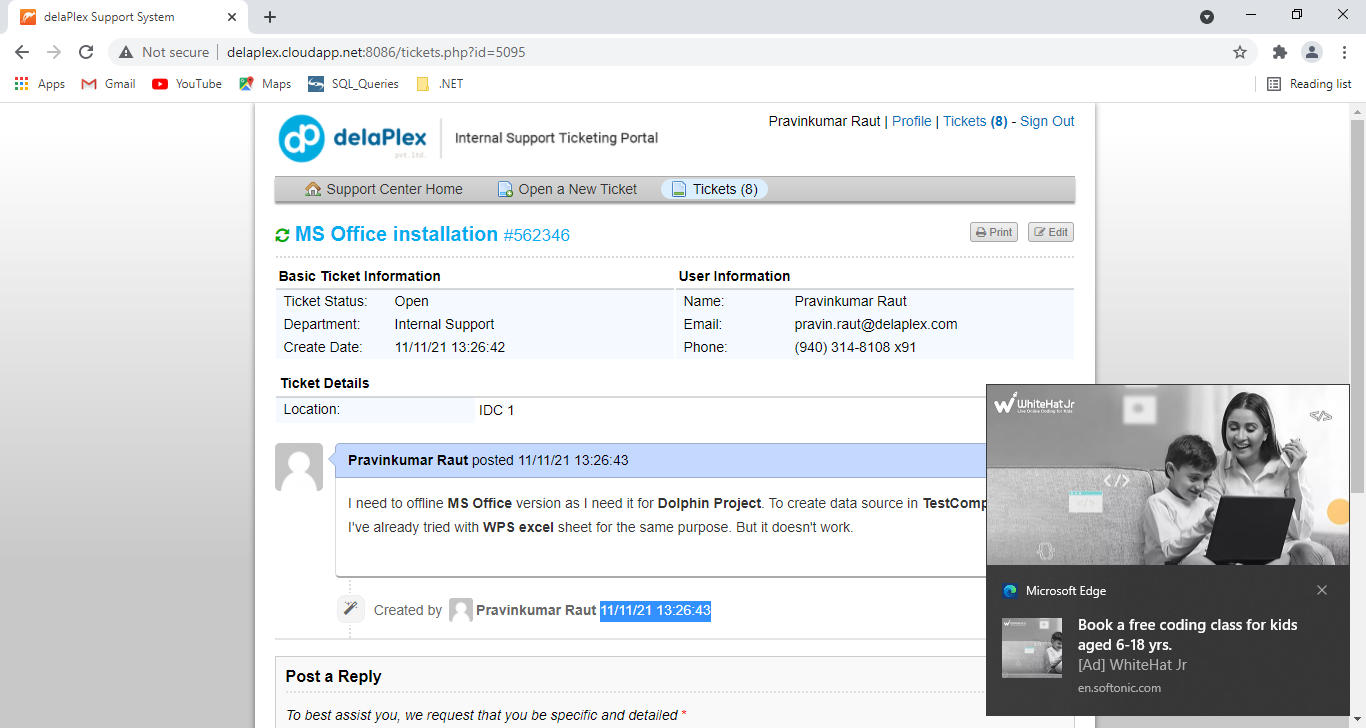 delaPlex Support System
Not secure
delaplex.cloudapp.net:8086/tickets.php?id=5095
Apps
Gmail
YouTube
Maps
SQL_Queries
.NET
Reading list
dp delaPlex
pvt. ltd.
Internal Support Ticketing Portal
Pravinkumar Raut | Profile | Tickets (8) - Sign Out
Support Center Home
Open a New Ticket
Tickets (8)
MS Office installation #562346
Print
Edit
Basic Ticket Information
Ticket Status: Open
Department: Internal Support
Create Date: 11/11/21 13:26:42
User Information
Name: Pravinkumar Raut
Email: pravin.raut@delaplex.com
Phone: (940) 314-8108 x91
Ticket Details
Location: IDC 1
Pravinkumar Raut posted 11/11/21 13:26:43
I need to offline MS Office version as I need it for Dolphin Project. To create data source in TestComp
I've already tried with WPS excel sheet for the same purpose. But it doesn't work.
Created by Pravinkumar Raut 11/11/21 13:26:43
Post a Reply
To best assist you, we request that you be specific and detailed *
WhiteHat Jr
Live Online Coding for Kids
</>
</>
Microsoft Edge
Book a free coding class for kids
aged 6-18 yrs.
[Ad] WhiteHat Jr
en.softonic.com